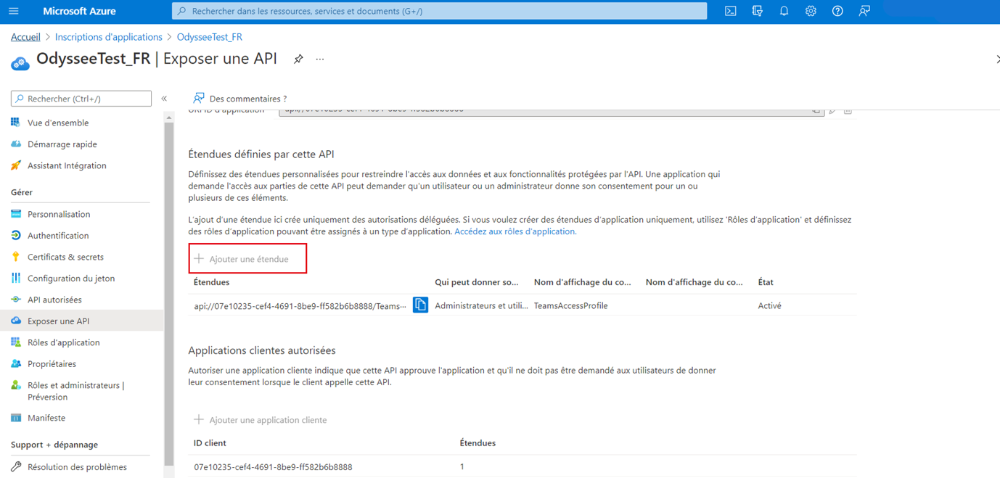 Microsoft Azure
Rechercher dans les ressources, services et documents (G+/)
Accueil > Inscriptions d'applications > OdysseeTest_FR
OdysseeTest_FR | Exposer une API
Rechercher (Ctrl+/)
«
Des commentaires ?
Vue d'ensemble
Démarrage rapide
Assistant Intégration
Gérer
Personnalisation
Authentification
Certificats & secrets
Configuration du jeton
API autorisées
Exposer une API
Rôles d'application
Propriétaires
Rôles et administrateurs |
Préversion
Manifeste
Support + dépannage
Résolution des problèmes
Étendues définies par cette API
Définissez des étendues personnalisées pour restreindre l'accès aux données et aux fonctionnalités protégées par l'API. Une application qui
demande l'accès aux parties de cette API peut demander qu'un utilisateur ou un administrateur donne son consentement pour un ou
plusieurs de ces éléments.
L'ajout d'une étendue ici crée uniquement des autorisations déléguées. Si vous voulez créer des étendues d'application uniquement, utilisez 'Rôles d'application' et définissez
des rôles d'application pouvant être assignés à un type d'application. Accédez aux rôles d'application.
Ajouter une étendue
Étendues Qui peut donner so... Nom d'affichage du co... Nom d'affichage du co... État
api://07e10235-cef4-4691-8be9-ff582b6b8888/Teams... Administrateurs et utili... TeamsAccessProfile Activé
Applications clientes autorisées
Autoriser une application cliente indique que cette API approuve l'application et qu'il ne doit pas être demandé aux utilisateurs de donner
leur consentement lorsque le client appelle cette API.
Ajouter une application cliente
ID client Étendues
07e10235-cef4-4691-8be9-ff582b6b8888 1